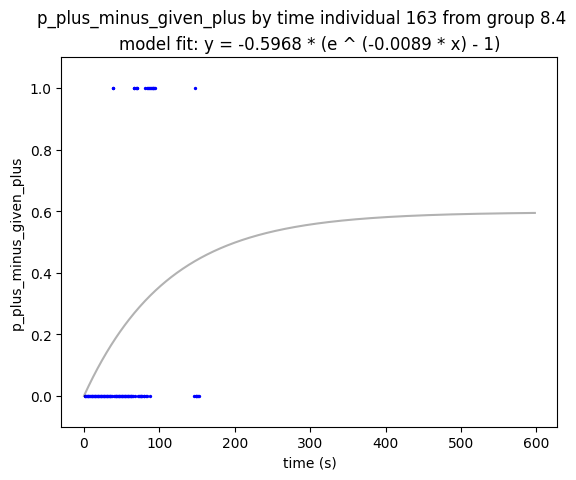 p_plus_minus_given_plus by time individual 163 from group 8.4
model fit: y = -0.5968 * (e ^ (-0.0089 * x) - 1)
1.0
0.8
0.6
0.4
0.2
0.0
p_plus_minus_given_plus
0 100 200 300 400 500 600
time (s)